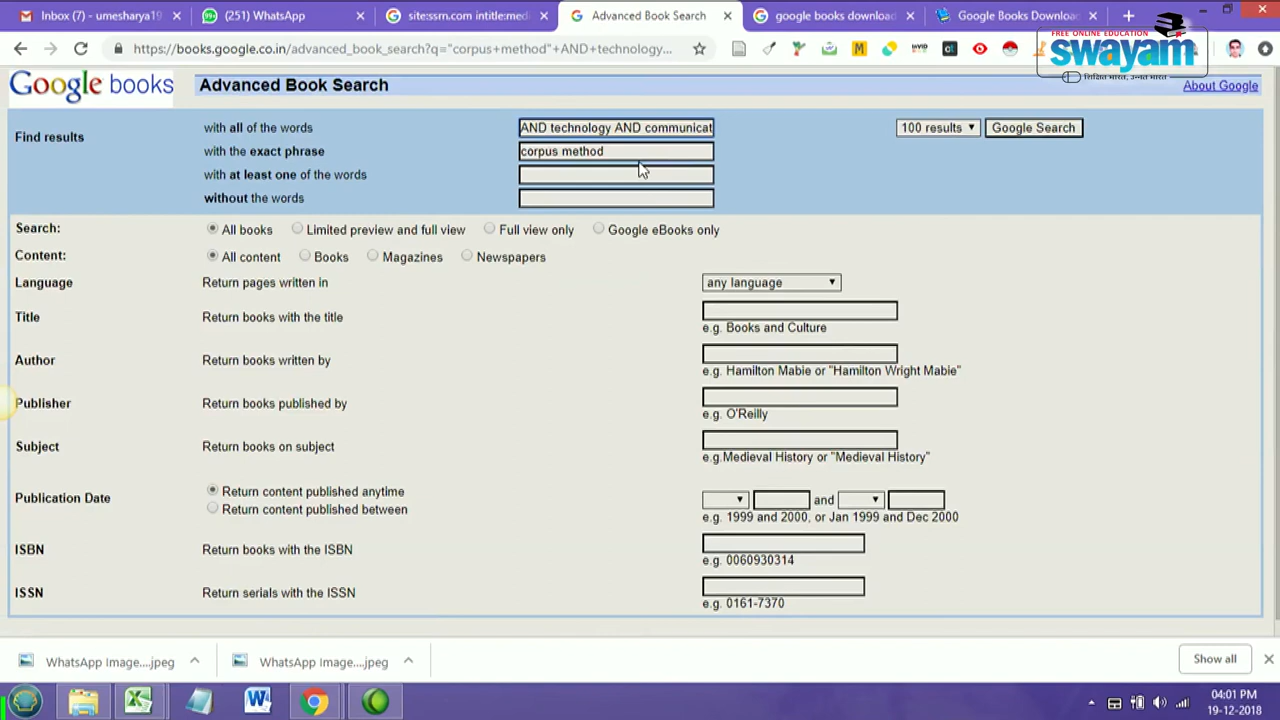 Inbox (7) - umesharya19
(251) WhatsApp
site:ssrn.com intitle:med
Advanced Book Search
google books download
Google Books Downloa
https://books.google.co.in/advanced_book_search?q="corpus+method"+AND+technology...
FREE ONLINE EDUCATION
swayam
शिक्षित भारत, उन्नत भारत
Google books
Advanced Book Search
About Google
Find results
with all of the words
AND technology AND communicat
100 results
Google Search
with the exact phrase
corpus method
with at least one of the words
without the words
Search:
All books
Limited preview and full view
Full view only
Google eBooks only
Content:
All content
Books
Magazines
Newspapers
Language
Return pages written in
any language
Title
Return books with the title
e.g. Books and Culture
Author
Return books written by
e.g. Hamilton Mabie or "Hamilton Wright Mabie"
Publisher
Return books published by
e.g. O'Reilly
Subject
Return books on subject
e.g.Medieval History or "Medieval History"
Publication Date
Return content published anytime
Return content published between
and
e.g. 1999 and 2000, or Jan 1999 and Dec 2000
ISBN
Return books with the ISBN
e.g. 0060930314
ISSN
Return serials with the ISSN
e.g. 0161-7370
WhatsApp Image....jpeg
WhatsApp Image....jpeg
Show all
04:01 PM
19-12-2018